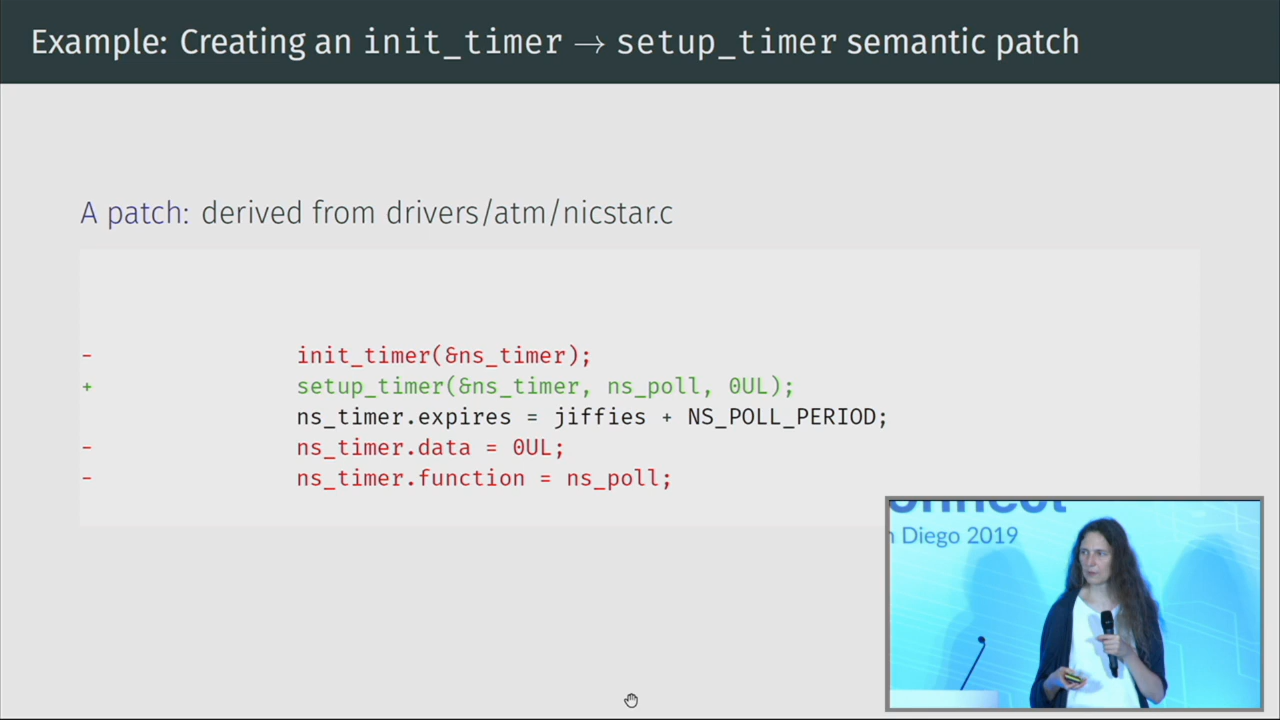 Example: Creating an init_timer → setup_timer semantic patch
A patch: derived from drivers/atm/nicstar.c
- init_timer(&ns_timer);
+ setup_timer(&ns_timer, ns_poll, 0UL);
ns_timer.expires = jiffies + NS_POLL_PERIOD;
- ns_timer.data = 0UL;
- ns_timer.function = ns_poll;
Diego 2019